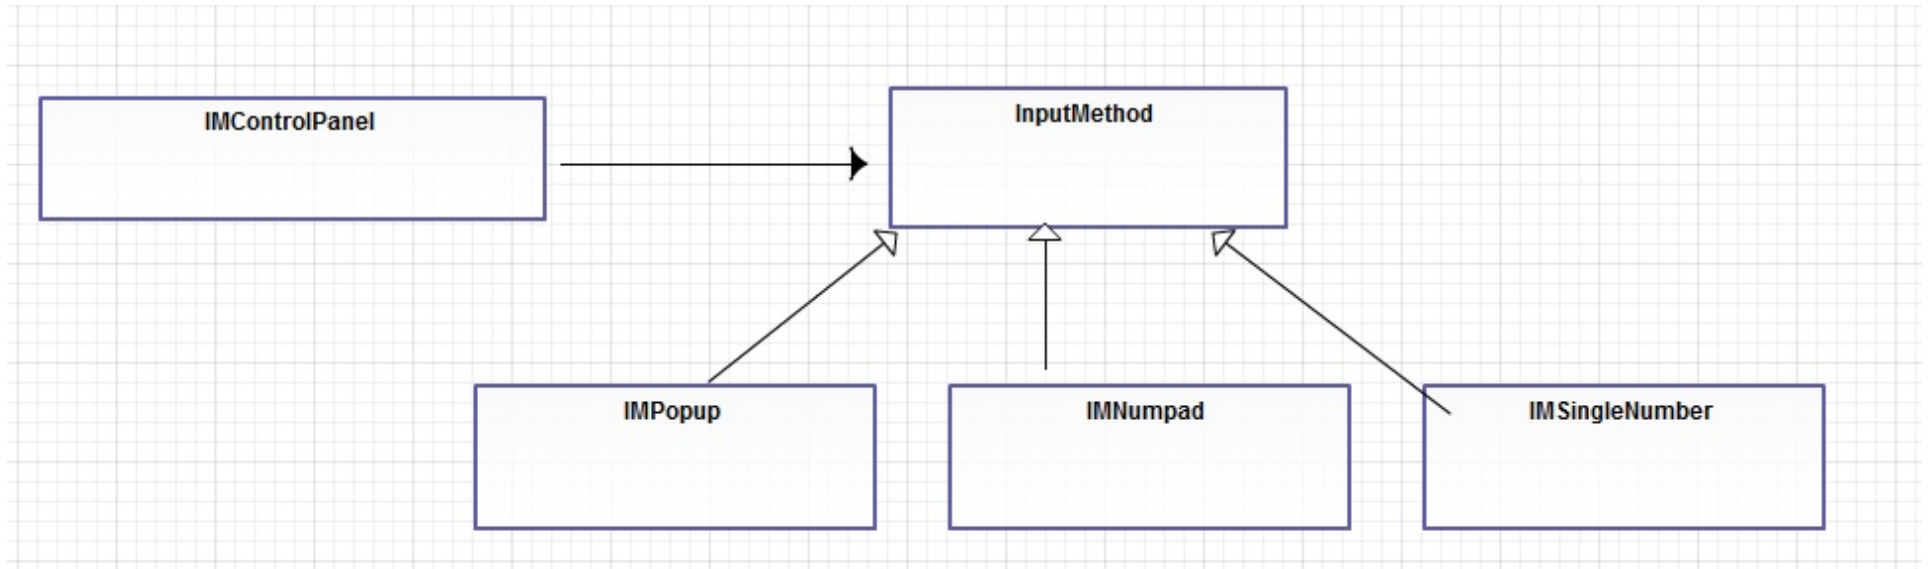 IMControlPanel
InputMethod
IMPopup
IMNumpad
IMSingleNumber